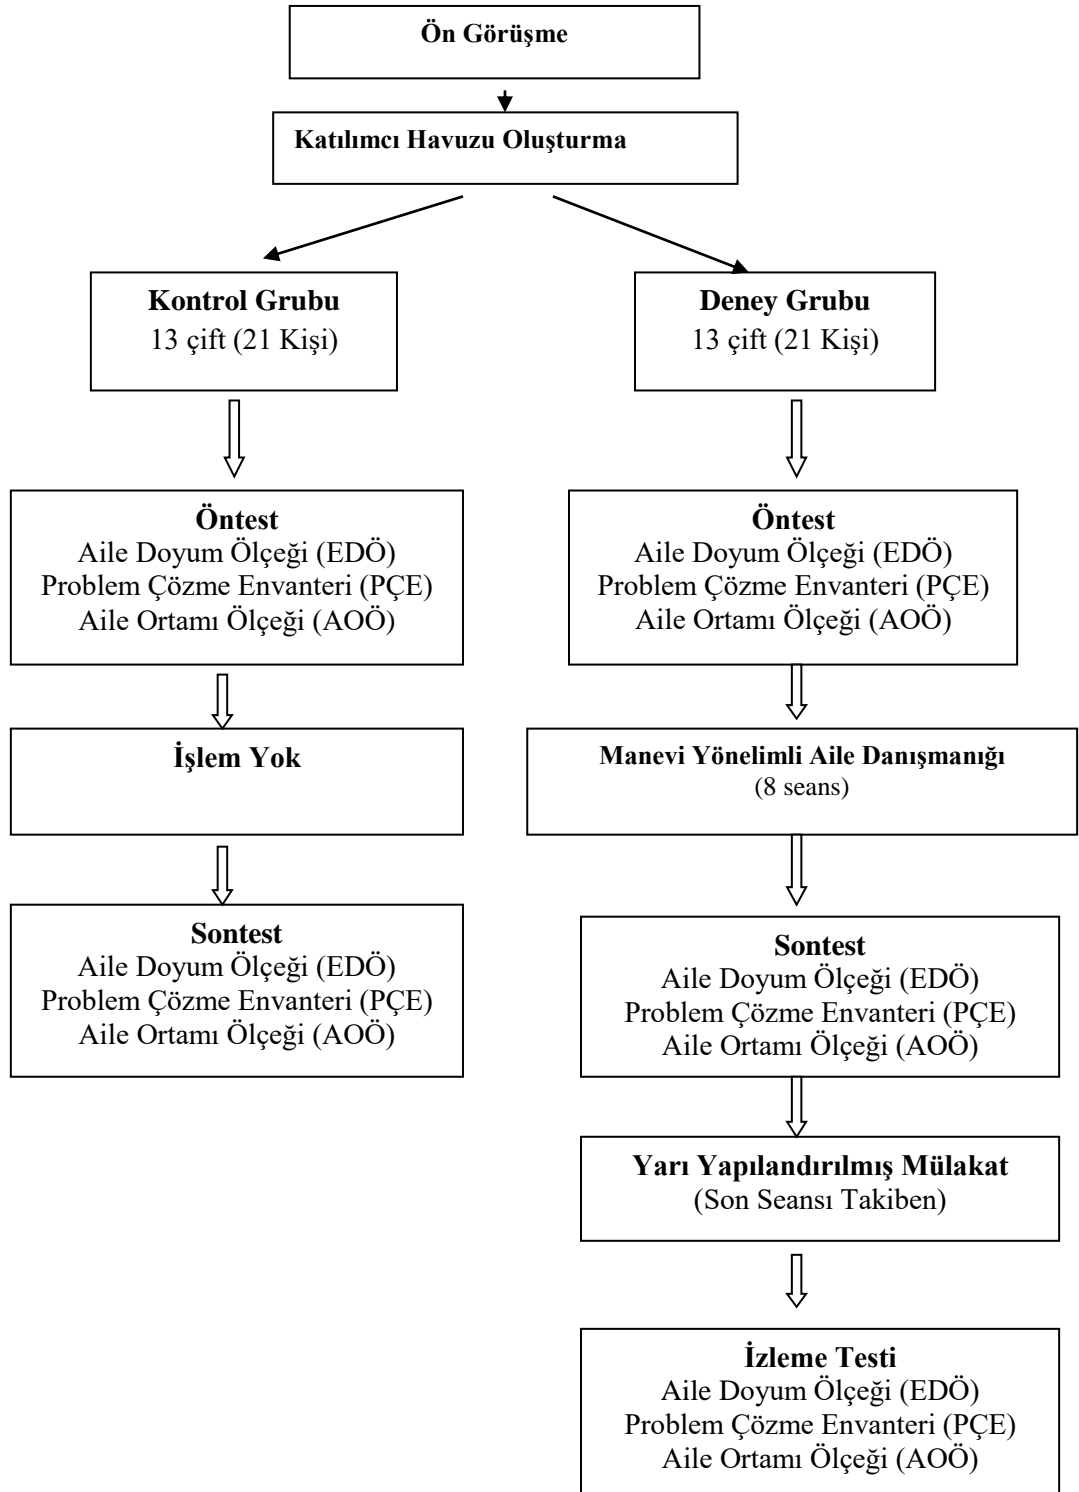 Ön Görüşme
Katılımcı Havuzu Oluşturma
Kontrol Grubu
13 çift (21 Kişi)
Deney Grubu
13 çift (21 Kişi)
Öntest
Aile Doyum Ölçeği (EDÖ)
Problem Çözme Envanteri (PÇE)
Aile Ortamı Ölçeği (AOÖ)
Öntest
Aile Doyum Ölçeği (EDÖ)
Problem Çözme Envanteri (PÇE)
Aile Ortamı Ölçeği (AOÖ)
İşlem Yok
Manevi Yönelimli Aile Danışmanığı
(8 seans)
Sontest
Aile Doyum Ölçeği (EDÖ)
Problem Çözme Envanteri (PÇE)
Aile Ortamı Ölçeği (AOÖ)
Sontest
Aile Doyum Ölçeği (EDÖ)
Problem Çözme Envanteri (PÇE)
Aile Ortamı Ölçeği (AOÖ)
Yarı Yapılandırılmış Mülakat
(Son Seansı Takiben)
İzleme Testi
Aile Doyum Ölçeği (EDÖ)
Problem Çözme Envanteri (PÇE)
Aile Ortamı Ölçeği (AOÖ)